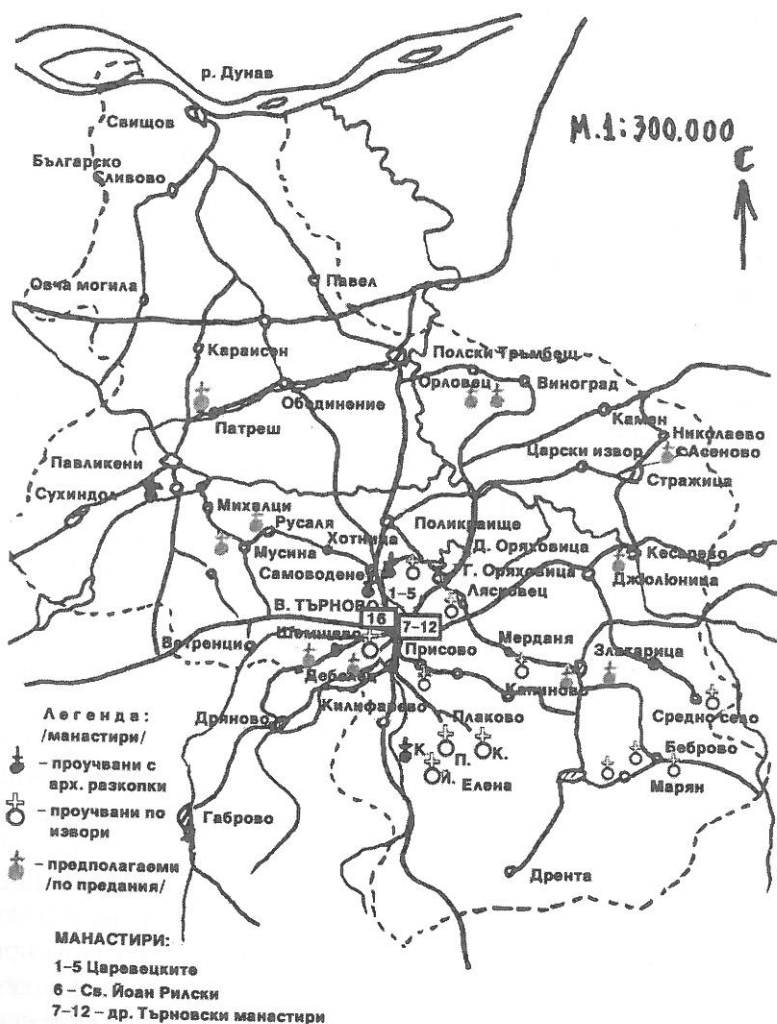 р. Дунав
М.1:300.000
с
Свищов
Българско
Сливово
Овча могила
Павел
Караисен
Полски Тръмбеш
Орловец
Виноград
Обединение
Патреш
Камен
Николаево
Царски извор
с.Асеново
Павликени
Стражица
Сухиндол
Михалци
Русаля
Поликраище
Хотница
Д. Оряховица
Кесарево
Мусина
Самоводене
Г. Оряховица
Джюлюница
1-5
Лясковец
В. ТЪРНОВО
16
7-12
Шемшево
Мерданя
Златарица
Ветренци
Присово
Дебелец
Капиново
Дряново
Килифарево
Плаково
Средно село
К.
П.
К.
Беброво
Й.
Елена
Марян
Габрово
Дрента
Легенда:
/манастири/
- проучвани с
арх. разкопки
- проучвани по
извори
- предполагаеми
/по предания/
МАНАСТИРИ:
1-5 Царевецките
6 - Св. Йоан Рилски
7-12 - др. Търновски манастири